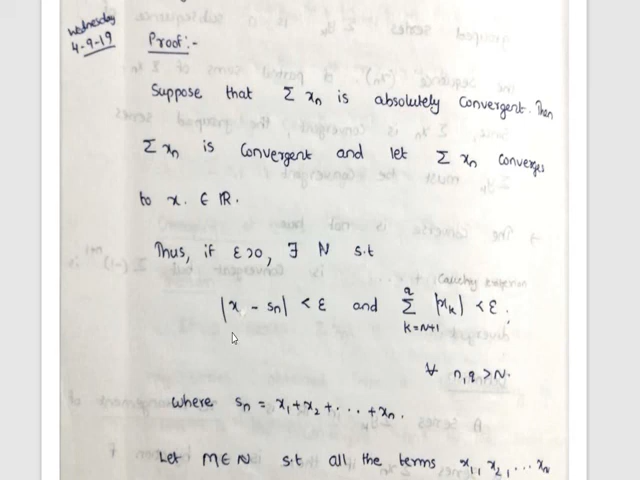 Wednesday
4-9-19
Proof:-
Suppose that Σ xn is absolutely convergent. Then
Σ xn is convergent and let Σ xn converges
to x. ∈ ℝ.
Thus, if ε>0, ∃ N s.t
Cauchy criterion
|x - sn| < ε and Σ_{k=N+1}^{q} |xk| < ε.
∀ n, q > N.
where sn = x1 + x2 + ... + xn.
Let M ∈ N s.t all the terms x1, x2, ... xN